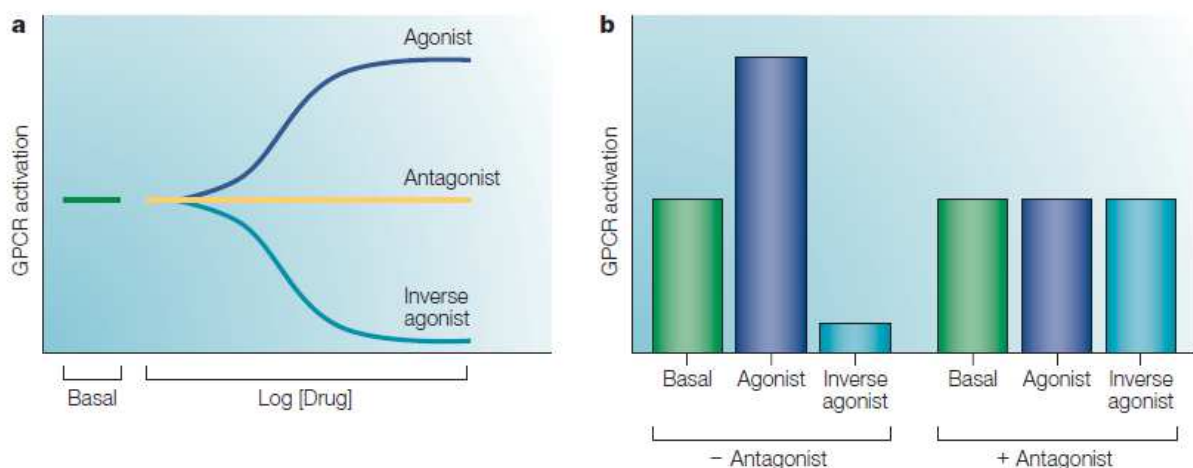 a
GPCR activation
Agonist
Antagonist
Inverse
agonist
Basal
Log [Drug]
b
GPCR activation
Basal
Agonist
Inverse
agonist
Basal
Agonist
Inverse
agonist
– Antagonist
+ Antagonist